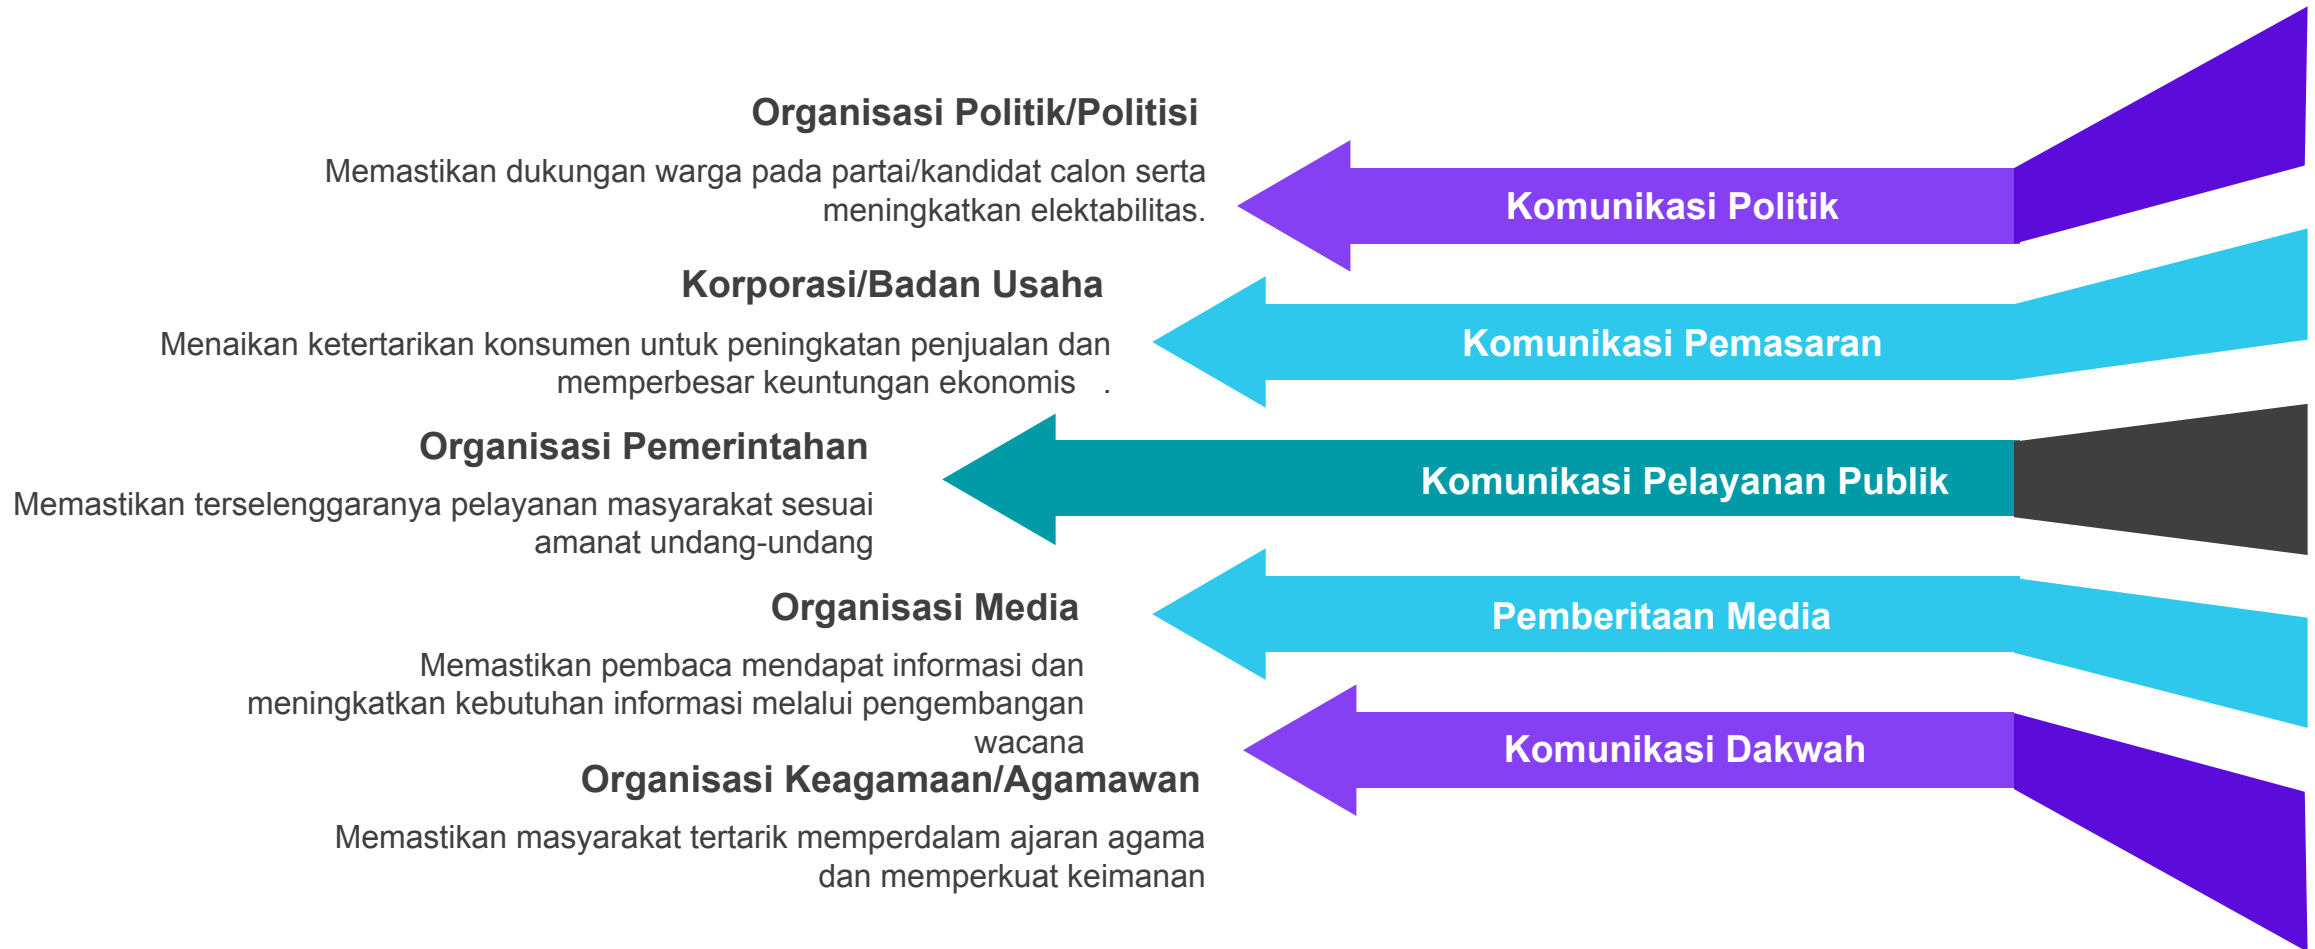 Organisasi Politik/Politisi
Memastikan dukungan warga pada partai/kandidat calon serta
meningkatkan elektabilitas.
Komunikasi Politik
Korporasi/Badan Usaha
Menaikan ketertarikan konsumen untuk peningkatan penjualan dan
memperbesar keuntungan ekonomis .
Komunikasi Pemasaran
Organisasi Pemerintahan
Memastikan terselenggaranya pelayanan masyarakat sesuai
amanat undang-undang
Komunikasi Pelayanan Publik
Organisasi Media
Memastikan pembaca mendapat informasi dan
meningkatkan kebutuhan informasi melalui pengembangan
wacana
Pemberitaan Media
Organisasi Keagamaan/Agamawan
Memastikan masyarakat tertarik memperdalam ajaran agama
dan memperkuat keimanan
Komunikasi Dakwah